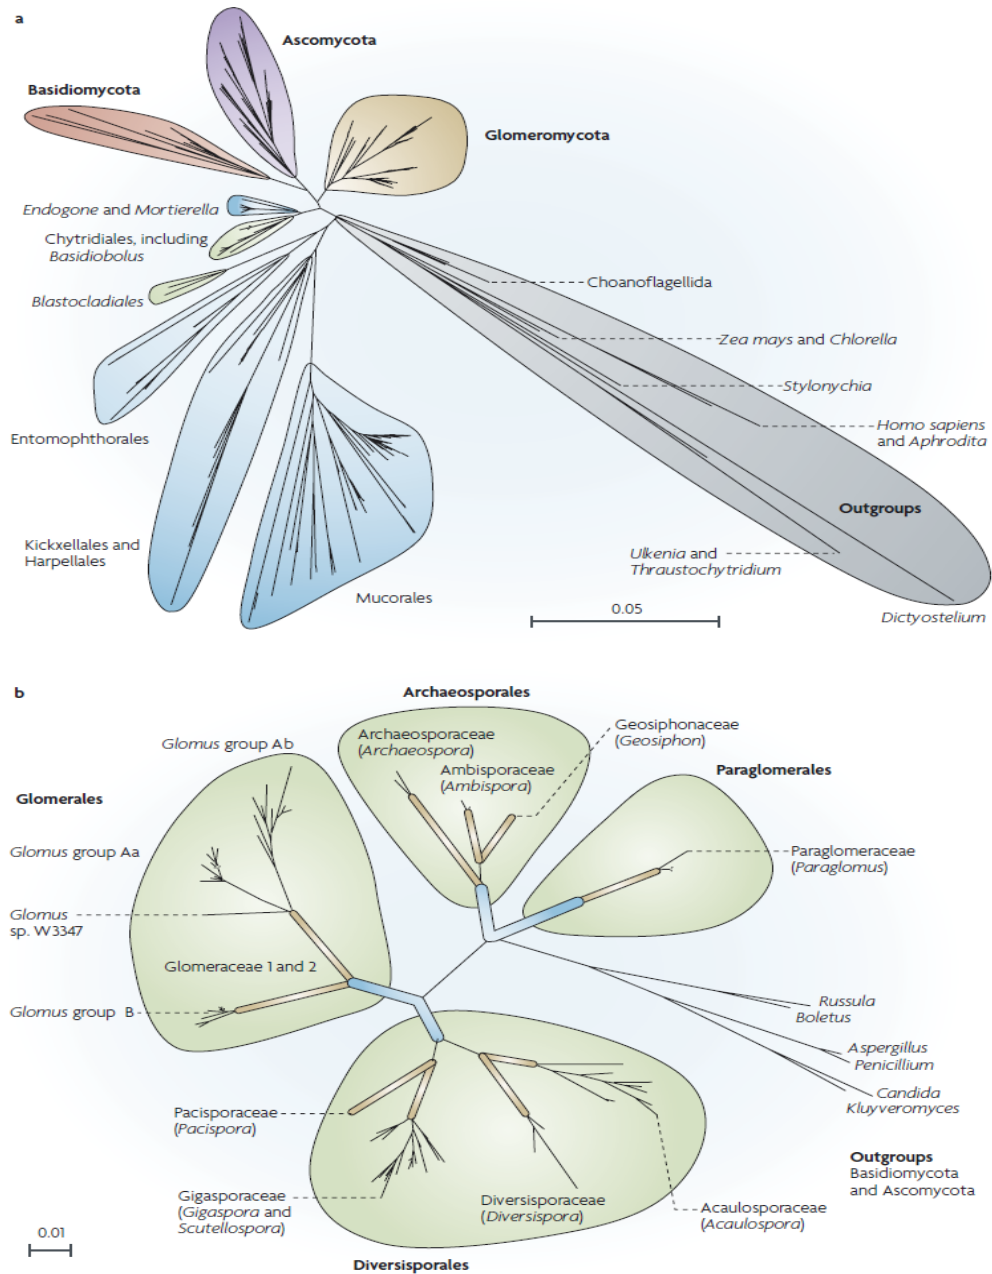 a
Ascomycota
Basidiomycota
Glomeromycota
Endogone and Mortierella
Chytridiales, including
Basidiobolus
Blastocladiales
Choanoflagellida
Zea mays and Chlorella
Stylonychia
Homo sapiens
and Aphrodita
Entomophthorales
Outgroups
Kickxellales and
Harpellales
Ulkenia and
Thraustochytridium
Mucorales
0.05
Dictyostelium
b
Archaeosporales
Glomus group Ab
Archaeosporaceae
(Archaeospora)
Geosiphonaceae
(Geosiphon)
Ambisporaceae
(Ambispora)
Paraglomerales
Glomerales
Glomus group Aa
Paraglomeraceae
(Paraglomus)
Glomus
sp. W3347
Glomeraceae 1 and 2
Glomus group B
Russula
Boletus
Aspergillus
Penicillium
Candida
Kluyveromyces
Pacisporaceae
(Pacispora)
Outgroups
Basidiomycota
and Ascomycota
Gigasporaceae
(Gigaspora and
Scutellospora)
Diversisporaceae
(Diversispora)
Acaulosporaceae
(Acaulospora)
0.01
Diversisporales